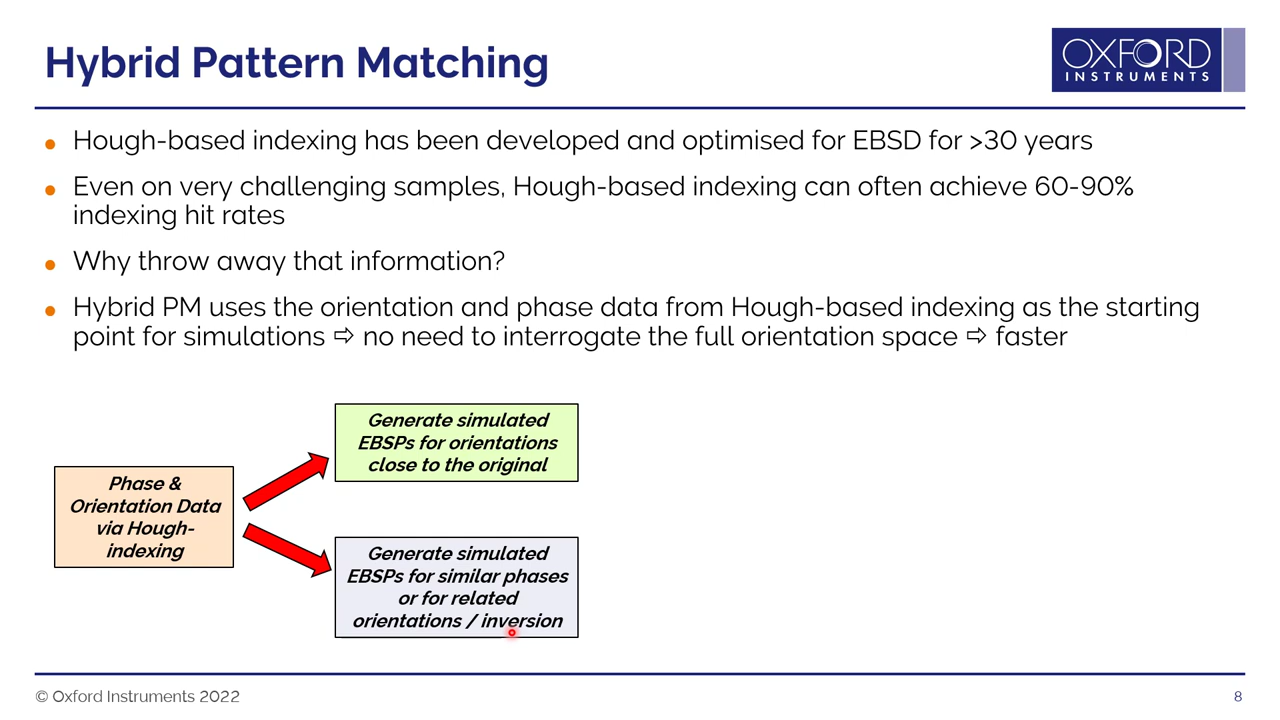 Hybrid Pattern Matching
OXFORD
INSTRUMENTS
Hough-based indexing has been developed and optimised for EBSD for >30 years
Even on very challenging samples, Hough-based indexing can often achieve 60-90%
indexing hit rates
Why throw away that information?
Hybrid PM uses the orientation and phase data from Hough-based indexing as the starting
point for simulations ⇨ no need to interrogate the full orientation space ⇨ faster
Phase &
Orientation Data
via Hough-
indexing
Generate simulated
EBSPs for orientations
close to the original
Generate simulated
EBSPs for similar phases
or for related
orientations / inversion
© Oxford Instruments 2022
8